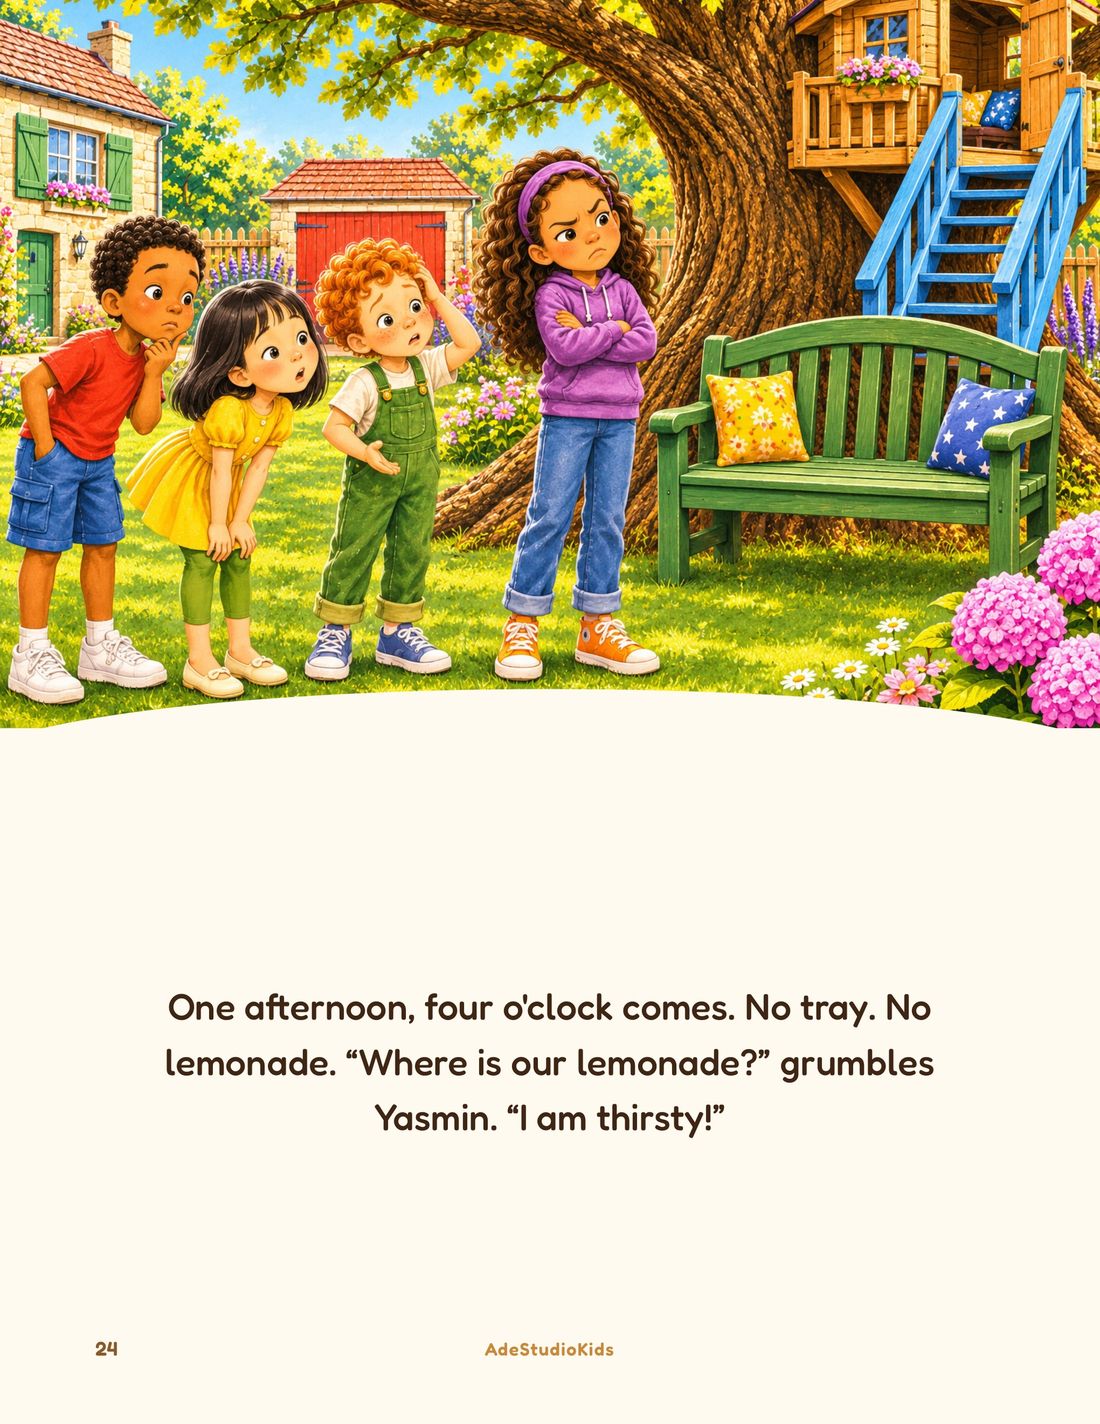 One afternoon, four o'clock comes. No tray. No
lemonade. “Where is our lemonade?” grumbles
Yasmin. “I am thirsty!”
24
AdeStudioKids